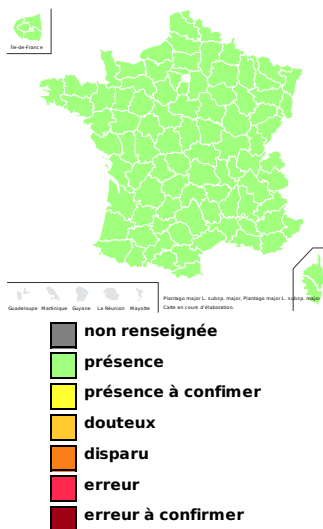 Île-de-France
Guadeloupe Martinique Guyane La Réunion Mayotte
Plantago major L. subsp. major, Plantago major L. subsp. major
Carte en cours d'élaboration.
non renseignée
présence
présence à confimer
douteux
disparu
erreur
erreur à confirmer